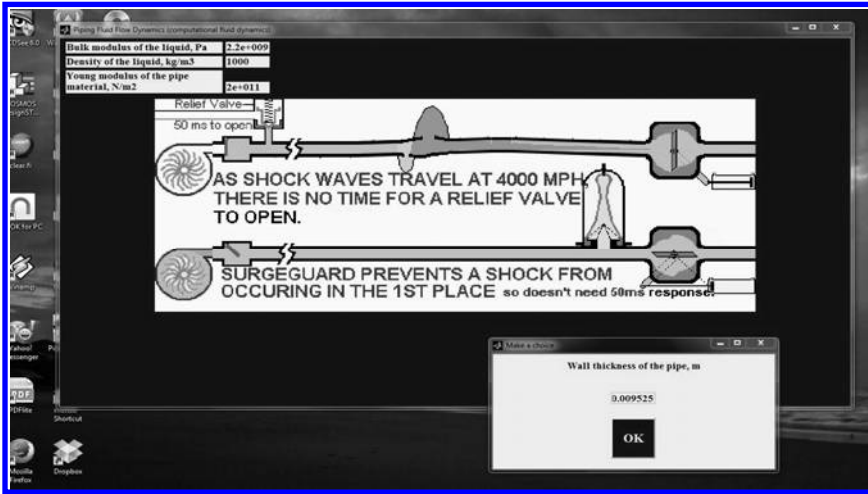 Piping Fluid Flow Dynamics (computational fluid dynamics)
Bulk modulus of the liquid, Pa 2.2e+009
Density of the liquid, kg/m3 1000
Young modulus of the pipe
material, N/m2 2e+011
Relief Valve
50 ms to open
AS SHOCK WAVES TRAVEL AT 4000 MPH,
THERE IS NO TIME FOR A RELIEF VALVE
TO OPEN.
SURGEGUARD PREVENTS A SHOCK FROM
OCCURING IN THE 1ST PLACE so doesn't need 50ms response.
Make a choice
Wall thickness of the pipe, m
0.009525
OK
PDF
PDFlite
Shortcut
Mozilla
Firefox
Dropbox